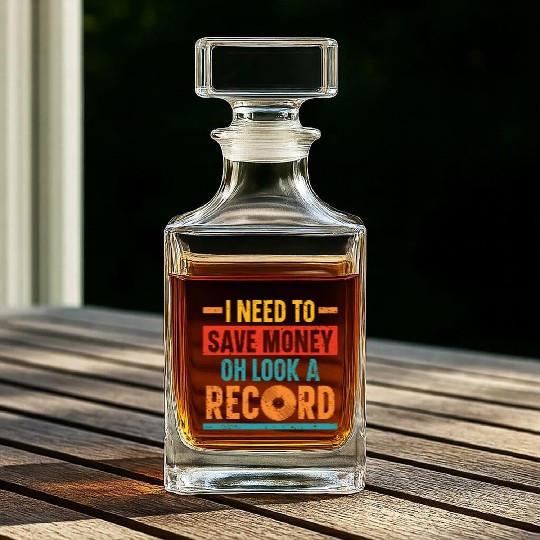 I NEED TO
SAVE MONEY
OH LOOK A
RECORD